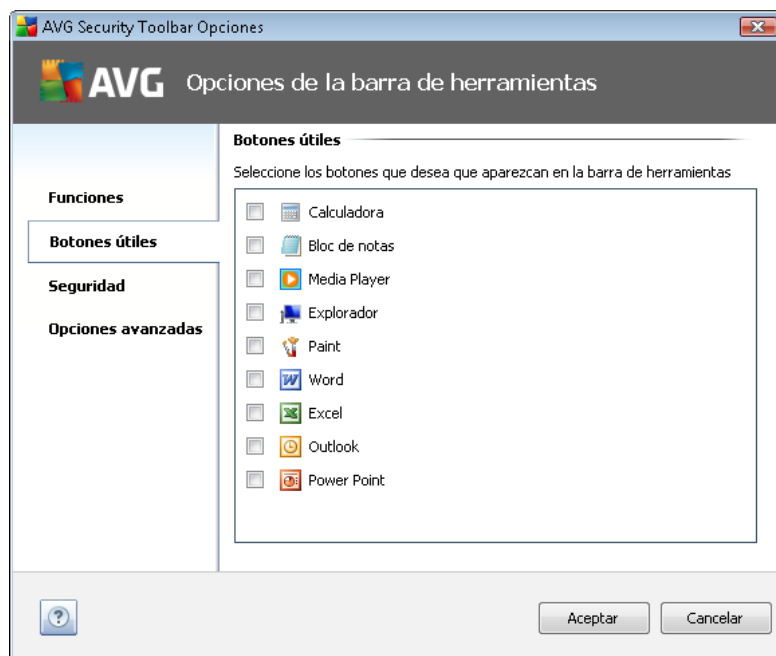 AVG Security Toolbar Opciones
AVG Opciones de la barra de herramientas
Funciones
Botones útiles
Seguridad
Opciones avanzadas
Botones útiles
Seleccione los botones que desea que aparezcan en la barra de herramientas
Calculadora
Bloc de notas
Media Player
Explorador
Paint
Word
Excel
Outlook
Power Point
?
Aceptar
Cancelar